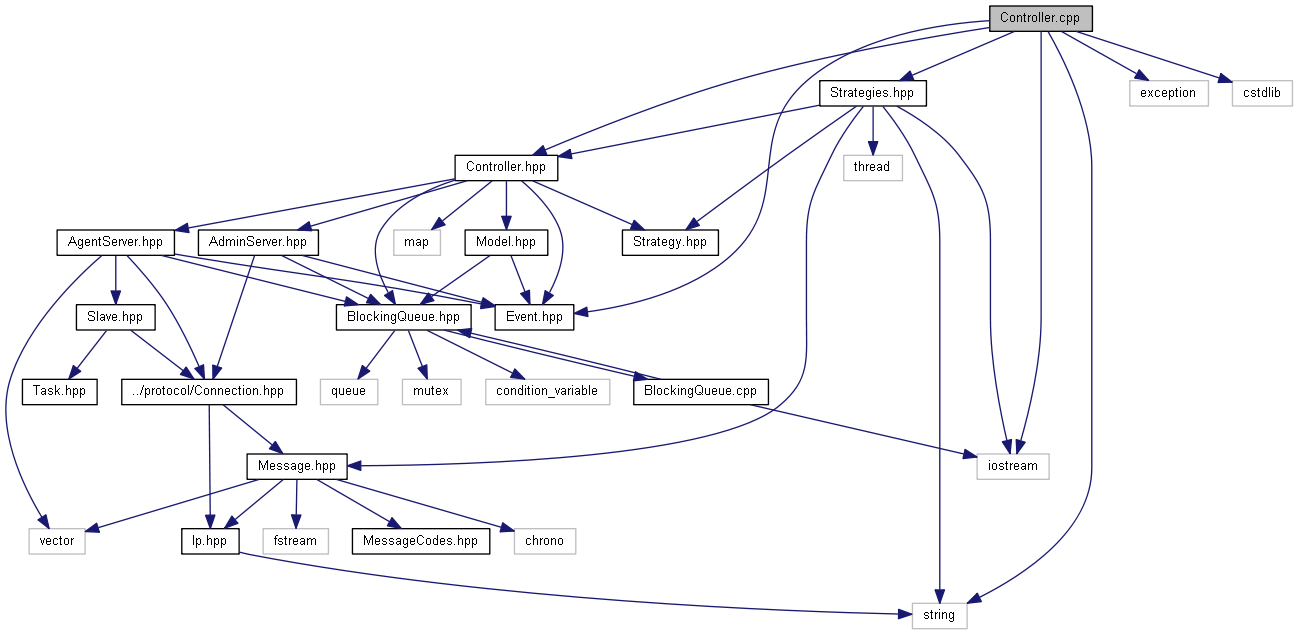 Controller.cpp
Strategies.hpp
exception
cstdlib
Controller.hpp
thread
AgentServer.hpp
AdminServer.hpp
map
Model.hpp
Strategy.hpp
Slave.hpp
BlockingQueue.hpp
Event.hpp
Task.hpp
../protocol/Connection.hpp
queue
mutex
condition_variable
BlockingQueue.cpp
Message.hpp
iostream
vector
Ip.hpp
fstream
MessageCodes.hpp
chrono
string